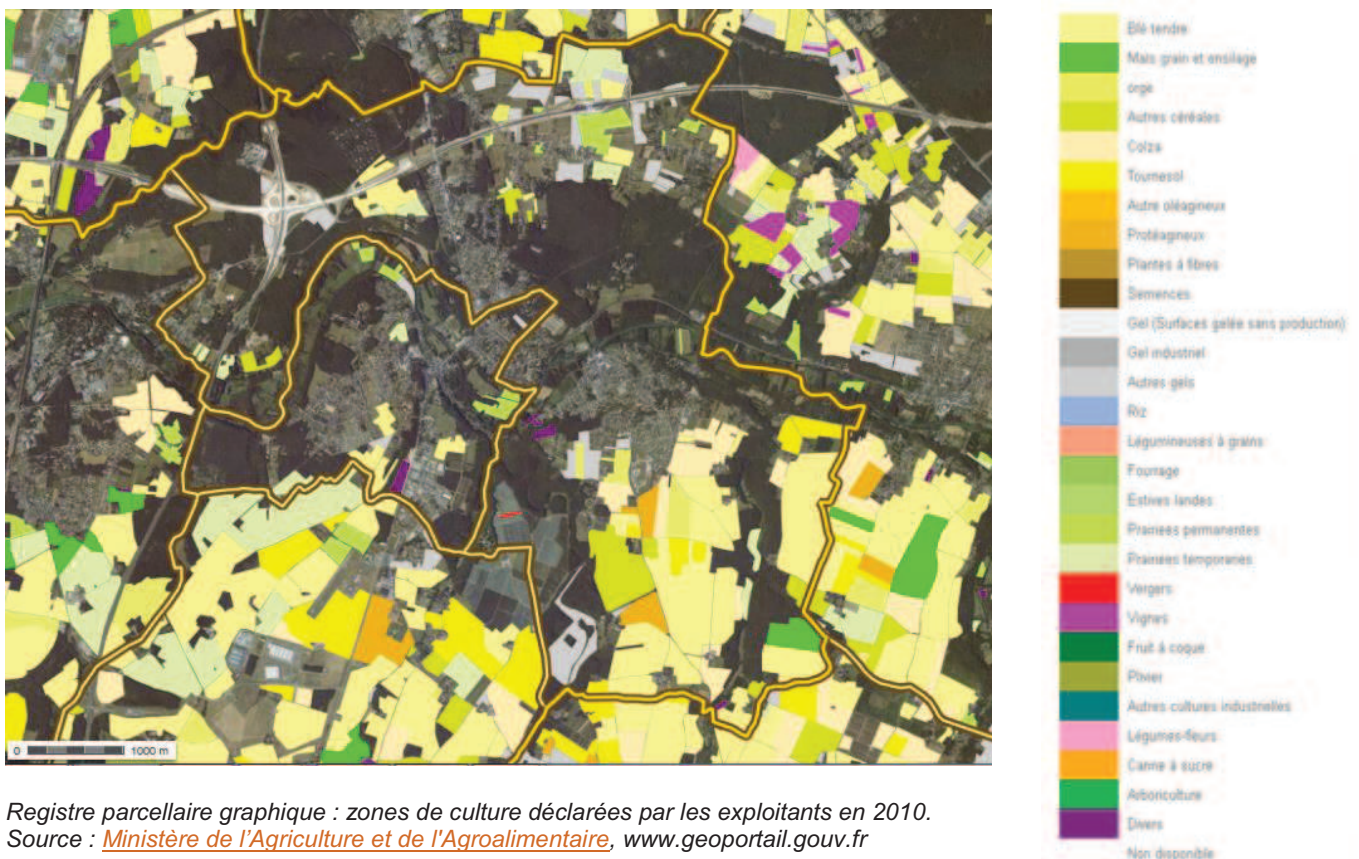 Blé tendre
Maïs grain et ensilage
orge
Autres céréales
Colza
Tournesol
Autre oléagineux
Protéagineux
Plantes à fibres
Semences
Gel (Surfaces gelée sans production)
Gel industriel
Autres gels
Riz
Légumineuses à grains
Fourrage
Estives landes
Prairies permanentes
Prairies temporaires
Vergers
Vignes
Fruit à coque
Autres cultures industrielles
Légumes-fleurs
Canne à sucre
Arboriculture
Divers
Non disponible
0 1000 m
Registre parcellaire graphique : zones de culture déclarées par les exploitants en 2010.
Source : Ministère de l'Agriculture et de l'Agroalimentaire, www.geoportail.gouv.fr